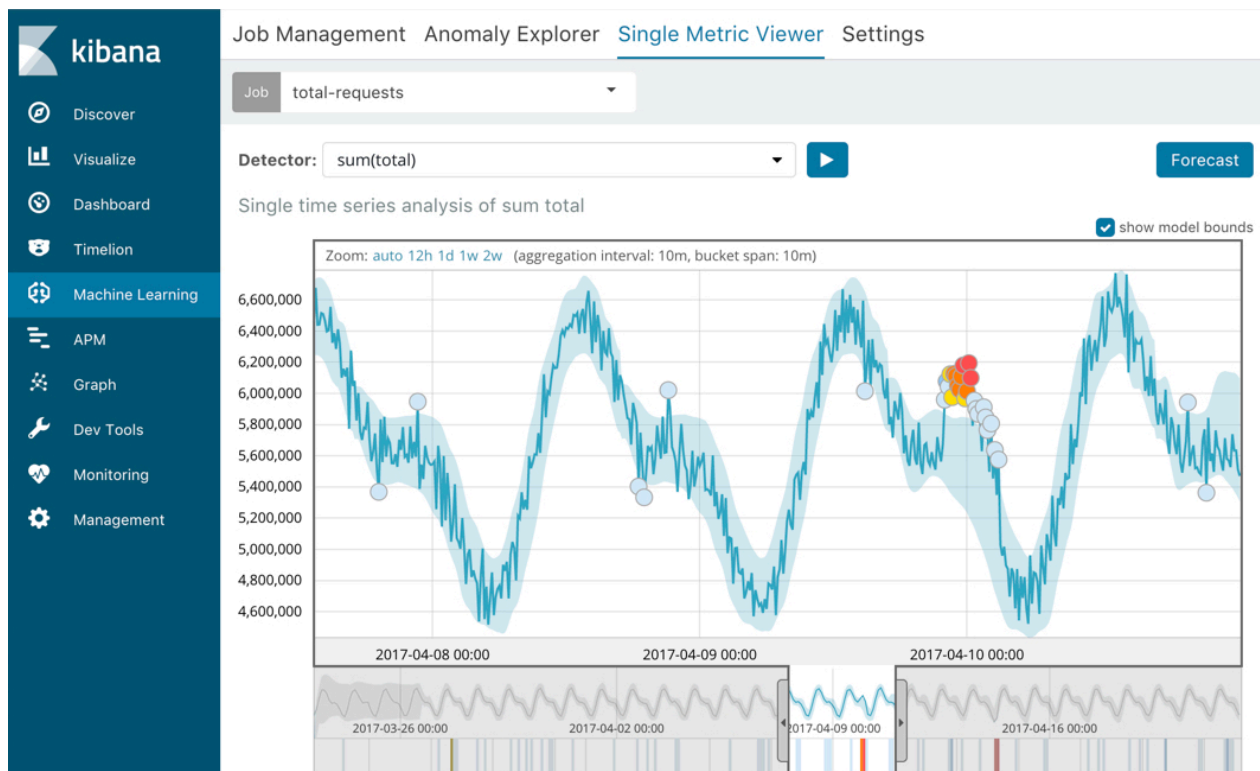 kibana
Discover
Visualize
Dashboard
Timelion
Machine Learning
APM
Graph
Dev Tools
Monitoring
Management
Job Management Anomaly Explorer Single Metric Viewer Settings
Job total-requests
Detector: sum(total) Forecast
Single time series analysis of sum total
show model bounds
Zoom: auto 12h 1d 1w 2w (aggregation interval: 10m, bucket span: 10m)
6,600,000
6,400,000
6,200,000
6,000,000
5,800,000
5,600,000
5,400,000
5,200,000
5,000,000
4,800,000
4,600,000
2017-04-08 00:00 2017-04-09 00:00 2017-04-10 00:00
2017-03-26 00:00 2017-04-02 00:00 2017-04-09 00:00 2017-04-16 00:00